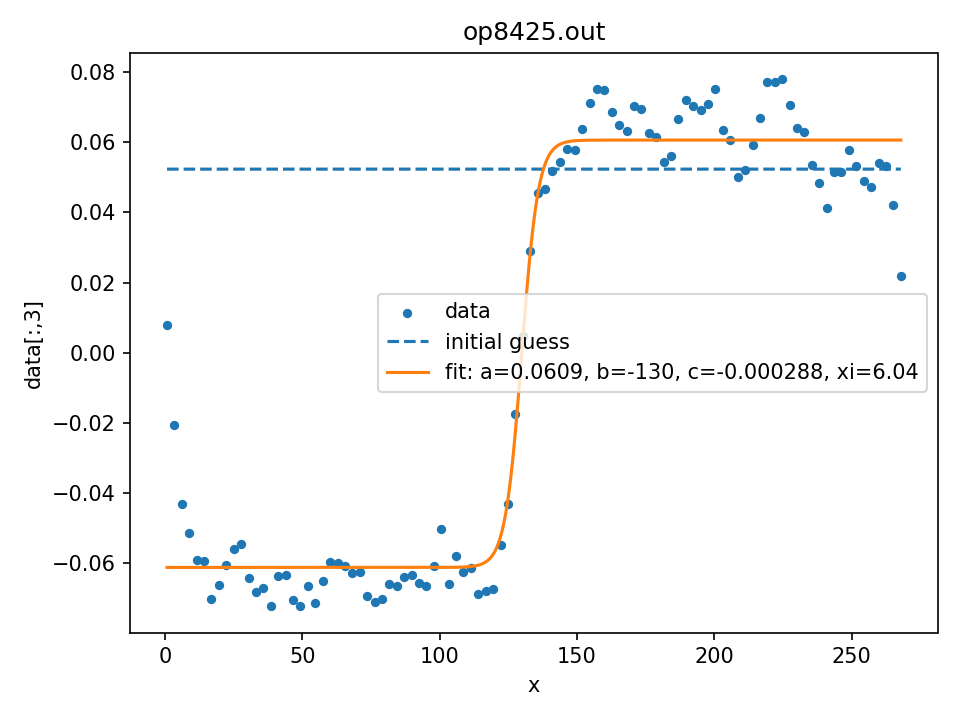 op8425.out
0.08
0.06
0.04
0.02
0.00
−0.02
−0.04
−0.06
data[:,3]
data
initial guess
fit: a=0.0609, b=-130, c=-0.000288, xi=6.04
0 50 100 150 200 250
x